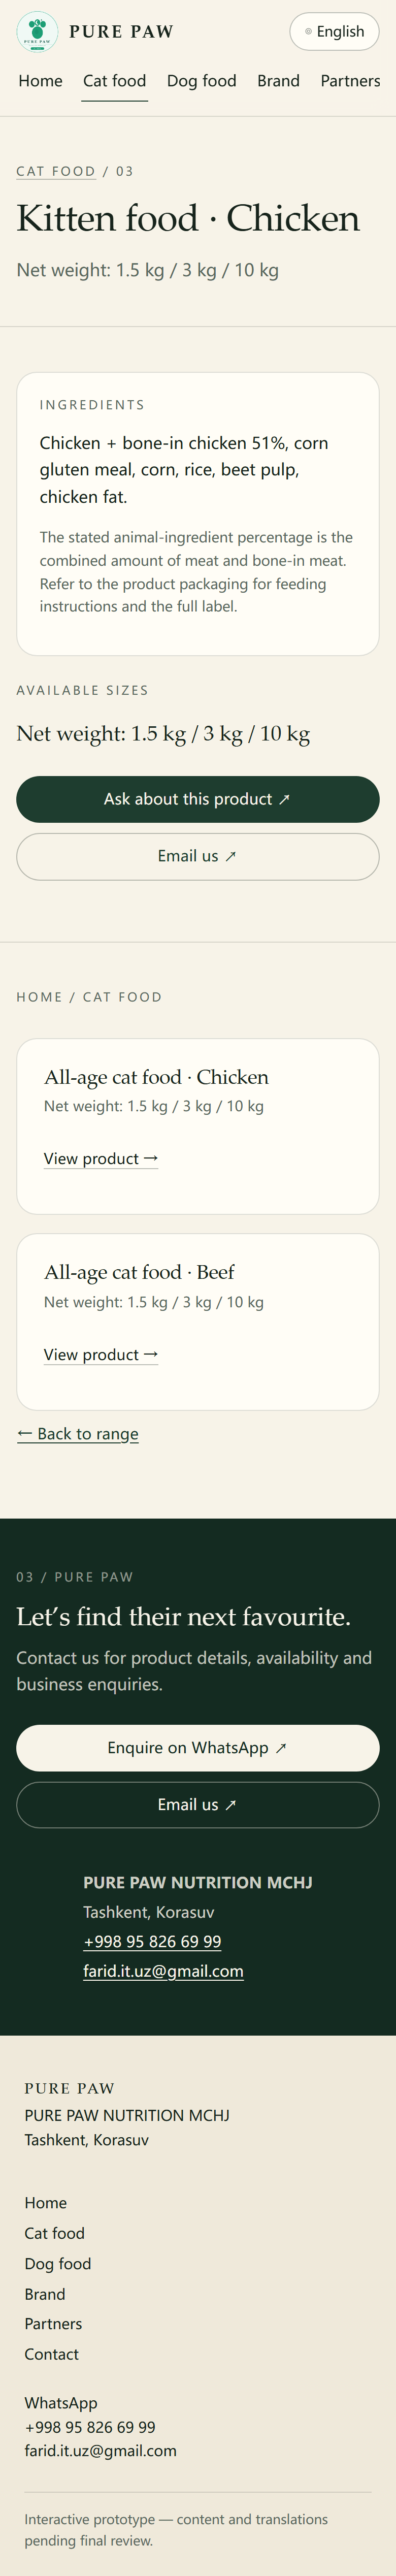 PURE PAW
PURE PAW
English
Home Cat food Dog food Brand Partners
CAT FOOD / 03
Kitten food · Chicken
Net weight: 1.5 kg / 3 kg / 10 kg
INGREDIENTS
Chicken + bone-in chicken 51%, corn
gluten meal, corn, rice, beet pulp,
chicken fat.
The stated animal-ingredient percentage is the
combined amount of meat and bone-in meat.
Refer to the product packaging for feeding
instructions and the full label.
AVAILABLE SIZES
Net weight: 1.5 kg / 3 kg / 10 kg
Ask about this product ↗
Email us ↗
HOME / CAT FOOD
All-age cat food · Chicken
Net weight: 1.5 kg / 3 kg / 10 kg
View product →
All-age cat food · Beef
Net weight: 1.5 kg / 3 kg / 10 kg
View product →
← Back to range
03 / PURE PAW
Let’s find their next favourite.
Contact us for product details, availability and
business enquiries.
Enquire on WhatsApp ↗
Email us ↗
PURE PAW NUTRITION MCHJ
Tashkent, Korasuv
+998 95 826 69 99
farid.it.uz@gmail.com
PURE PAW
PURE PAW NUTRITION MCHJ
Tashkent, Korasuv
Home
Cat food
Dog food
Brand
Partners
Contact
WhatsApp
+998 95 826 69 99
farid.it.uz@gmail.com
Interactive prototype — content and translations
pending final review.